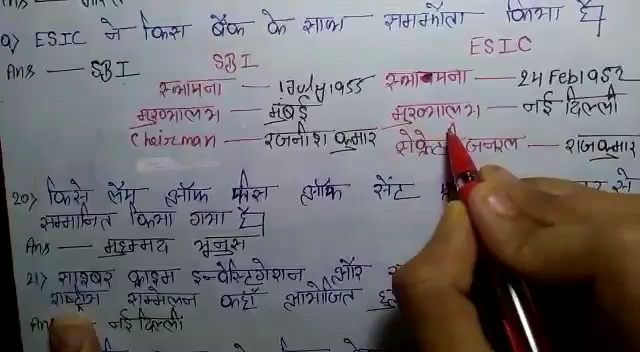 9) ESIC ने किस बैंक के साथ समझौता किया है
Ans — SBI
SBI
स्थापना — 1 July 1955
मुख्यालय — मुंबई
Chairman — रजनीश कुमार
ESIC
स्थापना — 24 Feb 1952
मुख्यालय — नई दिल्ली
जनरल — राजकुमार
20) किसे लैंप ऑफ पीस ऑफ सेंट से
सम्मानित किया गया है
Ans — मुहम्मद यूनुस
21) साइबर क्राइम इन्वेस्टिगेशन और
राष्ट्रीय सम्मेलन कहाँ आयोजित
Ans — नई दिल्ली